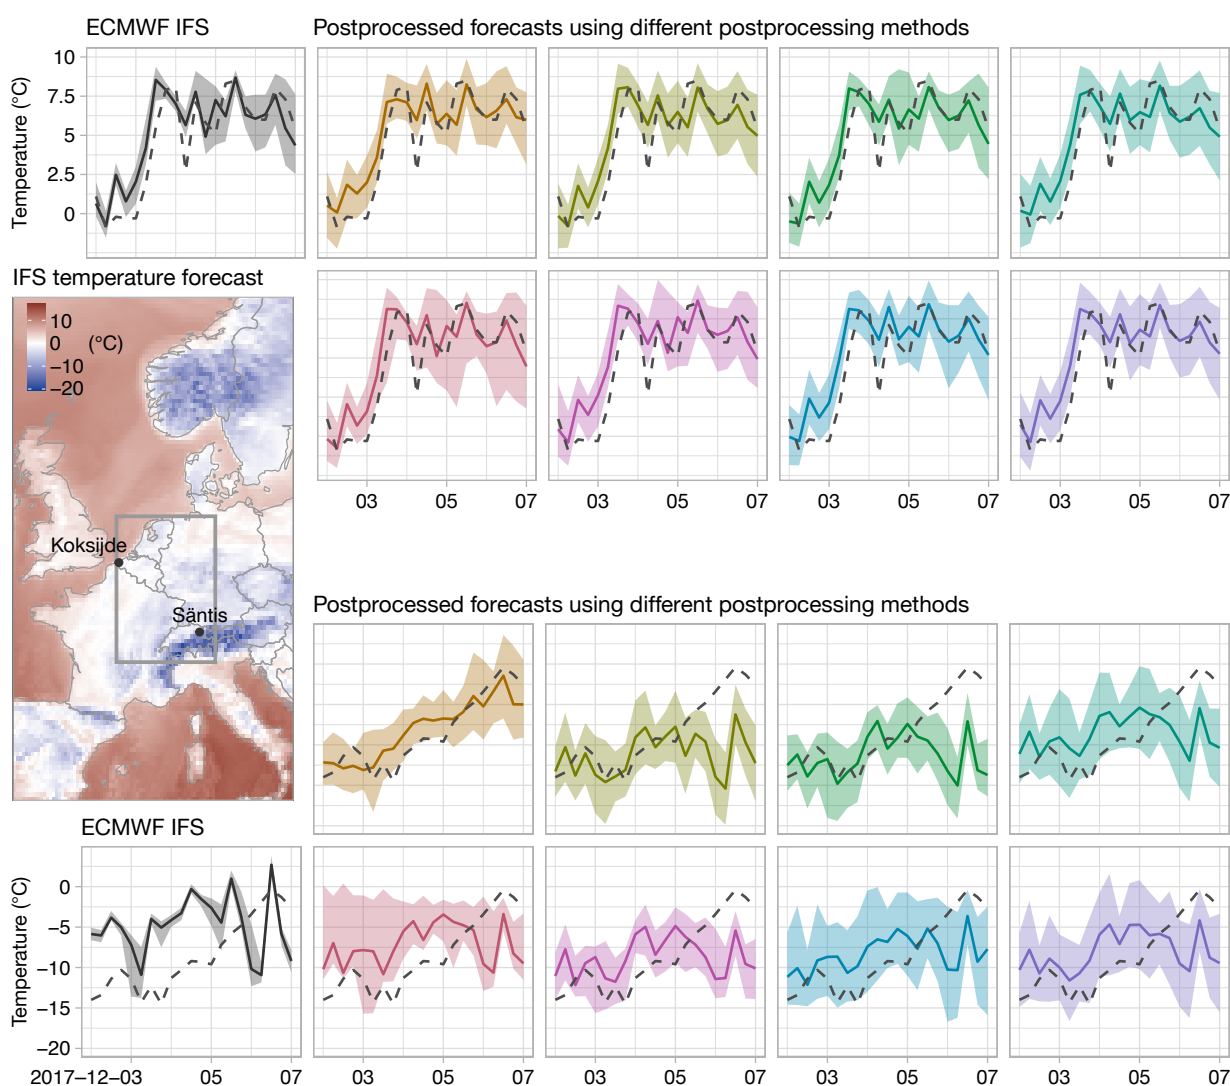 ECMWF IFS
Postprocessed forecasts using different postprocessing methods
Temperature (°C)
10
7.5
5
2.5
0
IFS temperature forecast
10
0
−10
−20
(°C)
Koksijde
Säntis
03 05 07
03 05 07
03 05 07
03 05 07
Postprocessed forecasts using different postprocessing methods
ECMWF IFS
Temperature (°C)
0
−5
−10
−15
−20
2017−12−03 05 07
03 05 07
03 05 07
03 05 07
03 05 07